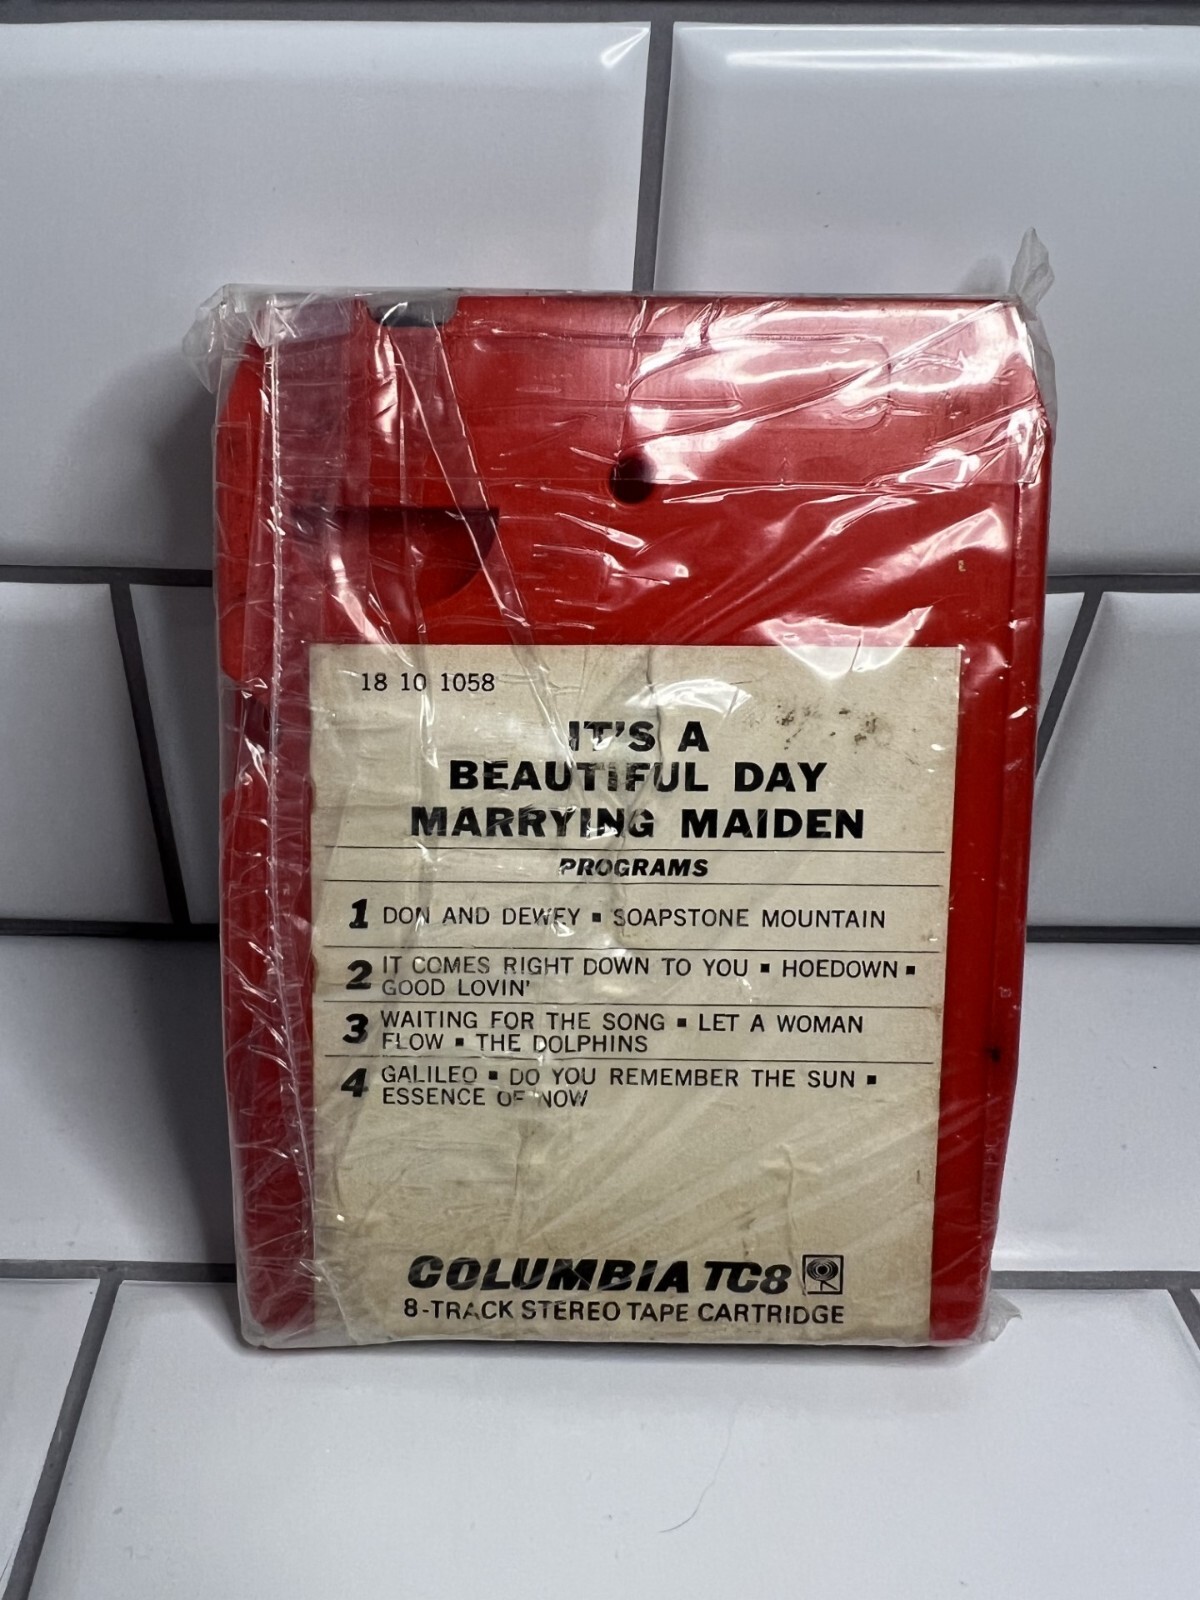 18 10 1058
IT'S A
BEAUTIFUL DAY
MARRYING MAIDEN
PROGRAMS
1 DON AND DEWEY ▪ SOAPSTONE MOUNTAIN
2 IT COMES RIGHT DOWN TO YOU ▪ HOEDOWN ▪
GOOD LOVIN'
3 WAITING FOR THE SONG ▪ LET A WOMAN
FLOW ▪ THE DOLPHINS
4 GALILEO ▪ DO YOU REMEMBER THE SUN ▪
ESSENCE OF NOW
COLUMBIA TC8
8-TRACK STEREO TAPE CARTRIDGE